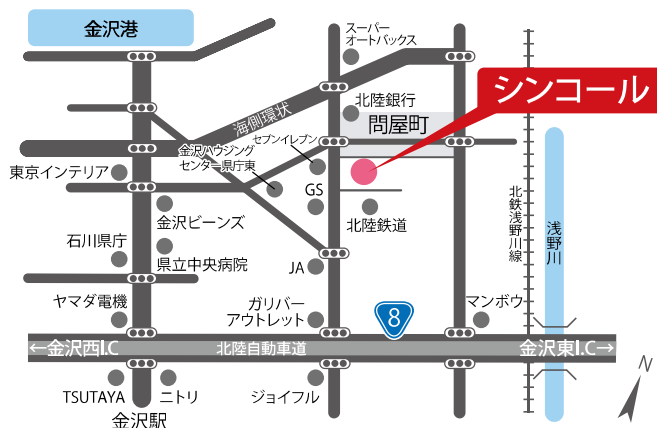 金沢港
スーパー
オートバックス
北陸銀行
シンコール
問屋町
海側環状
セブンイレブン
金沢ハウジング
センター県庁東
東京インテリア
GS
金沢ビーンズ
北陸鉄道
北鉄浅野川線
浅野川
石川県庁
県立中央病院
JA
ヤマダ電機
ガリバー
アウトレット
8
マンボウ
←金沢西I.C
北陸自動車道
金沢東I.C→
TSUTAYA
ニトリ
ジョイフル
金沢駅
N